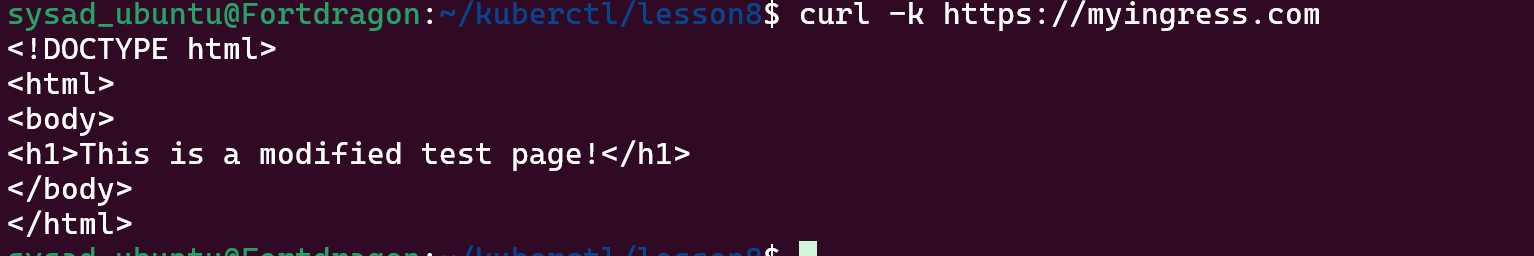 sysad_ubuntu@Fortdragon:~/kuberctl/lesson8$ curl -k https://myingress.com
<!DOCTYPE html>
<html>
<body>
<h1>This is a modified test page!</h1>
</body>
</html>
sysad_ubuntu@Fortdragon:~/kuberctl/lesson8$